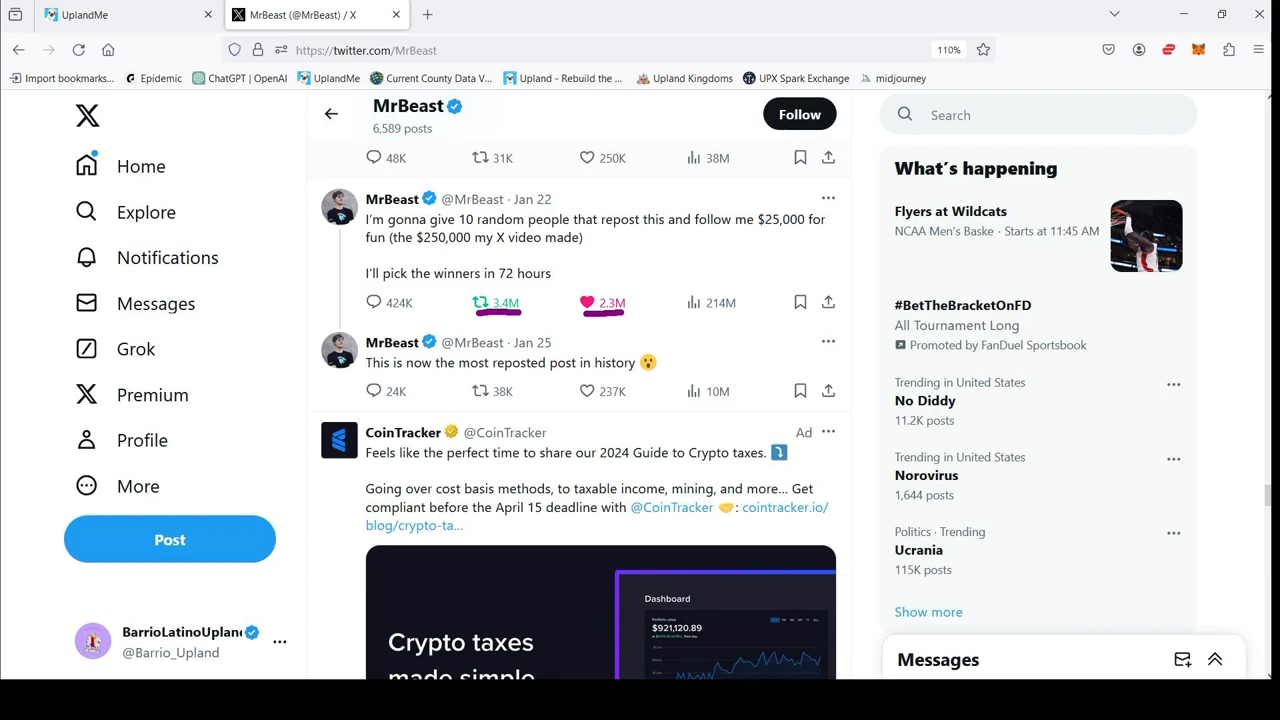 UplandMe
MrBeast (@MrBeast) / X
https://twitter.com/MrBeast
110%
Import bookmarks...
Epidemic
ChatGPT | OpenAI
UplandMe
Current County Data V...
Upland - Rebuild the ...
Upland Kingdoms
UPX Spark Exchange
midjourney
Home
Explore
Notifications
Messages
Grok
Premium
Profile
More
Post
BarrioLatinoUplan
@Barrio_Upland
MrBeast
6,589 posts
Follow
48K 31K 250K 38M
MrBeast @MrBeast · Jan 22
I'm gonna give 10 random people that repost this and follow me $25,000 for
fun (the $250,000 my X video made)
I'll pick the winners in 72 hours
424K 3.4M 2.3M 214M
MrBeast @MrBeast · Jan 25
This is now the most reposted post in history 😮
24K 38K 237K 10M
CoinTracker @CoinTracker Ad
Feels like the perfect time to share our 2024 Guide to Crypto taxes. ⤵️
Going over cost basis methods, to taxable income, mining, and more... Get
compliant before the April 15 deadline with @CoinTracker 🤝: cointracker.io/
blog/crypto-ta...
Crypto taxes
made simple
Dashboard
Portfolio value
$921,120.89
Search
What´s happening
Flyers at Wildcats
NCAA Men's Baske · Starts at 11:45 AM
#BetTheBracketOnFD
All Tournament Long
Promoted by FanDuel Sportsbook
Trending in United States
No Diddy
11.2K posts
Trending in United States
Norovirus
1,644 posts
Politics · Trending
Ucrania
115K posts
Show more
Messages